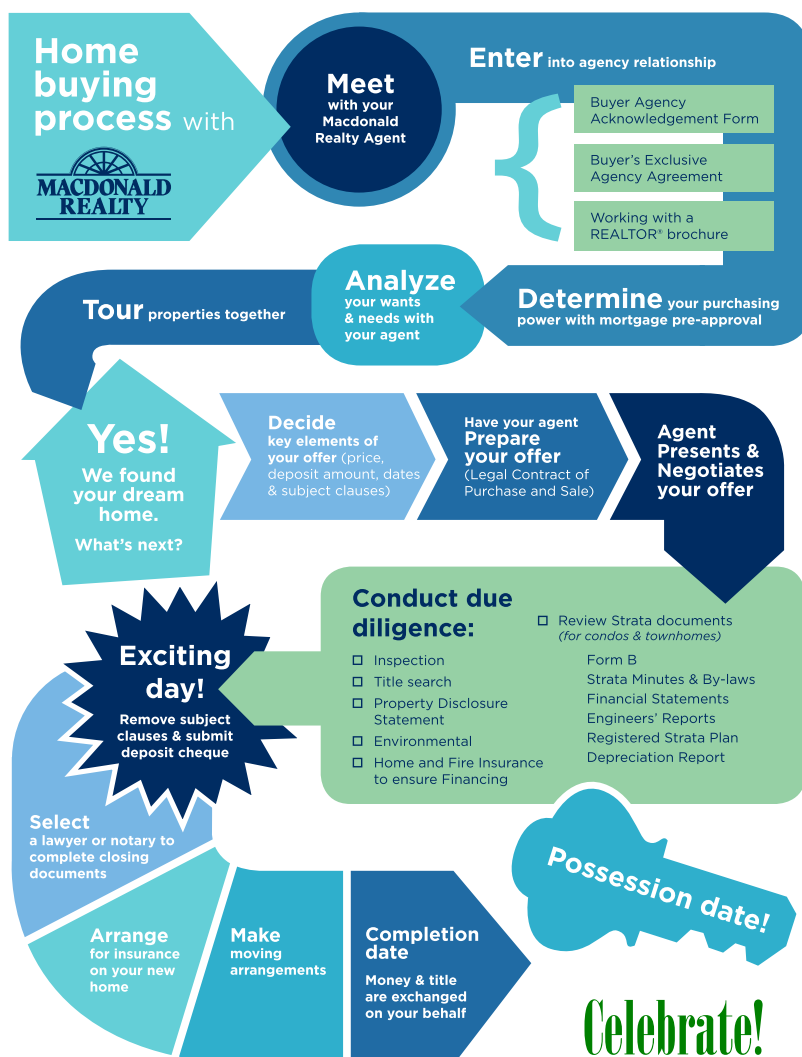 Home
buying
process with
MACDONALD
REALTY
Meet
with your
Macdonald
Realty Agent
Enter into agency relationship
Buyer Agency
Acknowledgement Form
Buyer's Exclusive
Agency Agreement
Working with a
REALTOR® brochure
Determine your purchasing
power with mortgage pre-approval
Analyze
your wants
& needs with
your agent
Tour properties together
Yes!
We found
your dream
home.
What's next?
Decide
key elements of
your offer (price,
deposit amount, dates
& subject clauses)
Have your agent
Prepare
your offer
(Legal Contract of
Purchase and Sale)
Agent
Presents &
Negotiates
your offer
Conduct due
diligence:
Inspection
Title search
Property Disclosure
Statement
Environmental
Home and Fire Insurance
to ensure Financing
Review Strata documents
(for condos & townhomes)
Form B
Strata Minutes & By-laws
Financial Statements
Engineers' Reports
Registered Strata Plan
Depreciation Report
Exciting
day!
Remove subject
clauses & submit
deposit cheque
Select
a lawyer or notary to
complete closing
documents
Arrange
for insurance
on your new
home
Make
moving
arrangements
Completion
date
Money & title
are exchanged
on your behalf
Possession date!
Celebrate!